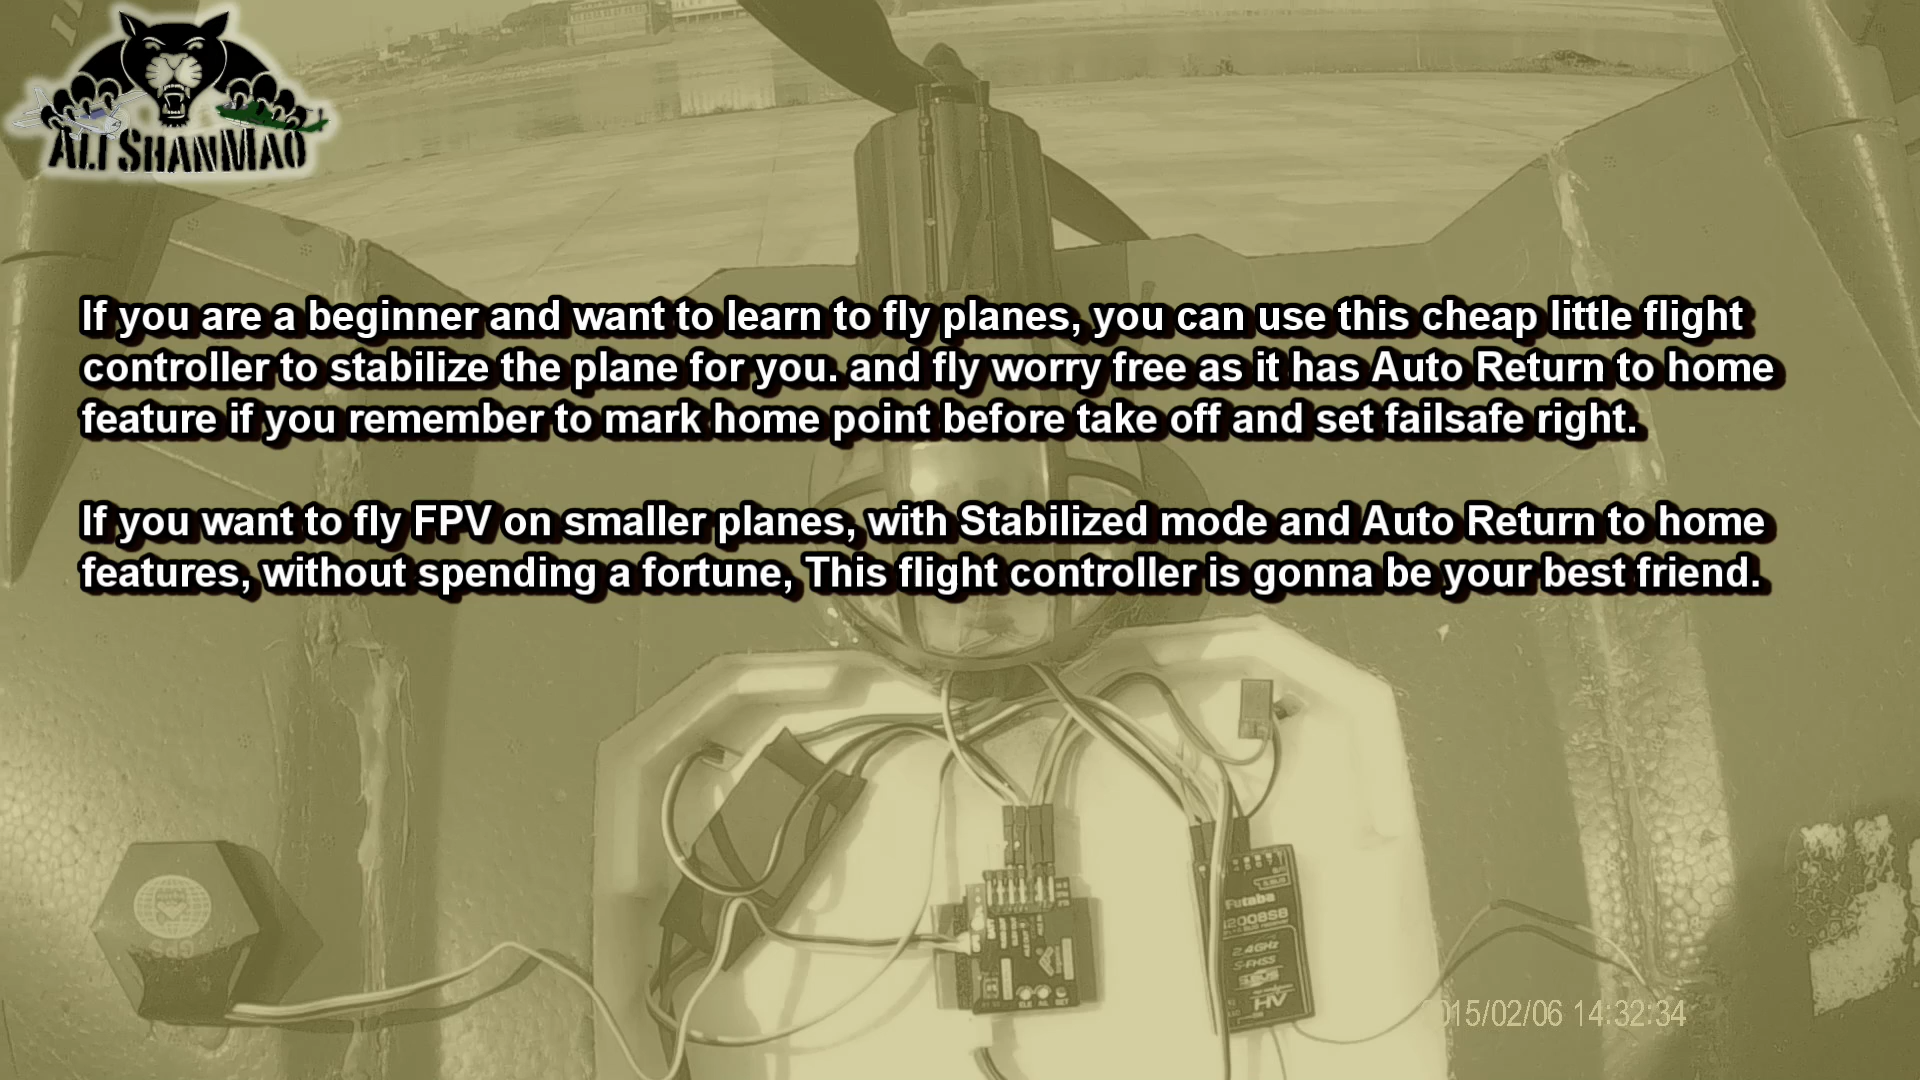 ALI SHANMAO
If you are a beginner and want to learn to fly planes, you can use this cheap little flight
controller to stabilize the plane for you. and fly worry free as it has Auto Return to home
feature if you remember to mark home point before take off and set failsafe right.
If you want to fly FPV on smaller planes, with Stabilized mode and Auto Return to home
features, without spending a fortune, This flight controller is gonna be your best friend.
GPS
Futaba
2.4GHz
S-FHSS
HV
ELE AIL
015/02/06 14:32:34